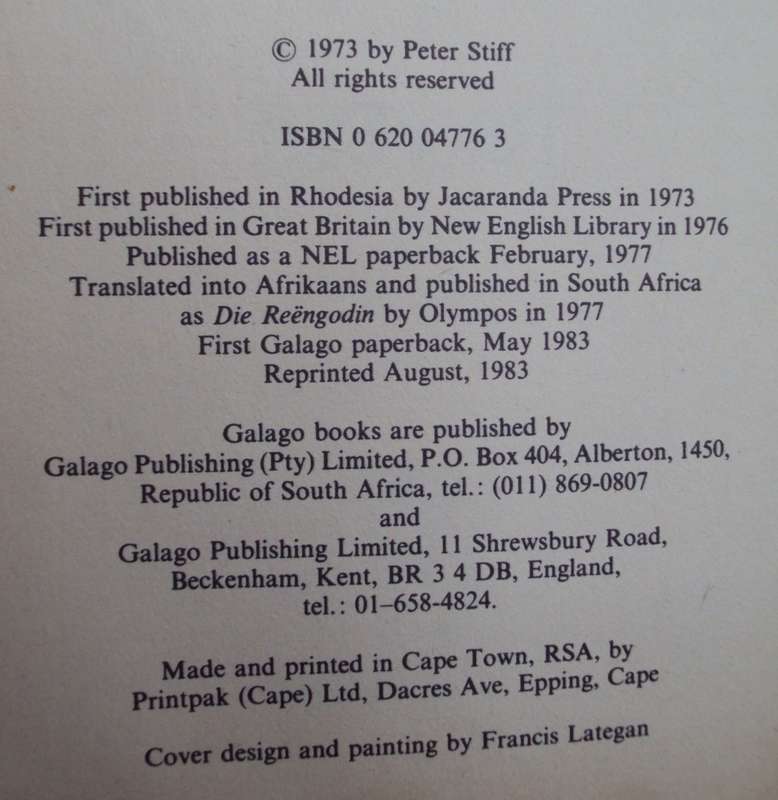 © 1973 by Peter Stiff
All rights reserved
ISBN 0 620 04776 3
First published in Rhodesia by Jacaranda Press in 1973
First published in Great Britain by New English Library in 1976
Published as a NEL paperback February, 1977
Translated into Afrikaans and published in South Africa
as Die Reëngodin by Olympos in 1977
First Galago paperback, May 1983
Reprinted August, 1983
Galago books are published by
Galago Publishing (Pty) Limited, P.O. Box 404, Alberton, 1450,
Republic of South Africa, tel.: (011) 869-0807
and
Galago Publishing Limited, 11 Shrewsbury Road,
Beckenham, Kent, BR 3 4 DB, England,
tel.: 01–658-4824.
Made and printed in Cape Town, RSA, by
Printpak (Cape) Ltd, Dacres Ave, Epping, Cape
Cover design and painting by Francis Lategan